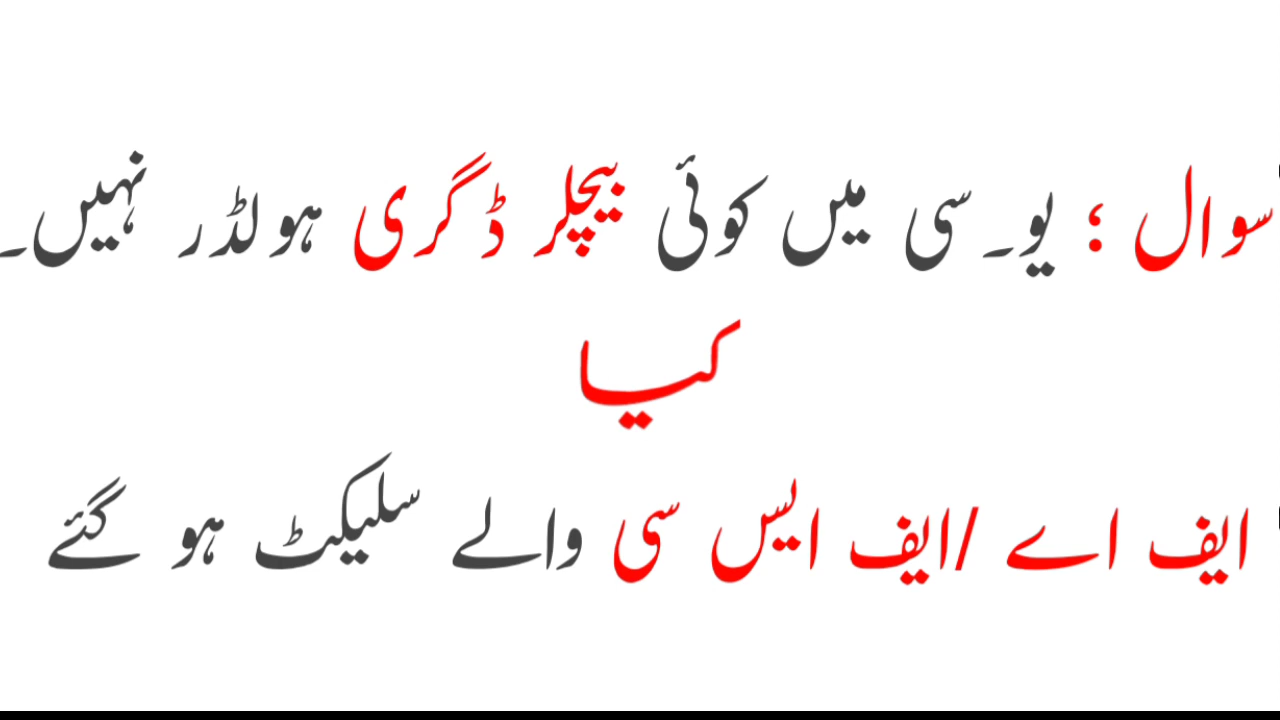 سوال ؛ یو۔سی میں کوئی بیچلر ڈگری ہولڈر نہیں۔
کیا
ایف اے /ایف ایس سی والے سلیکٹ ہو گئے